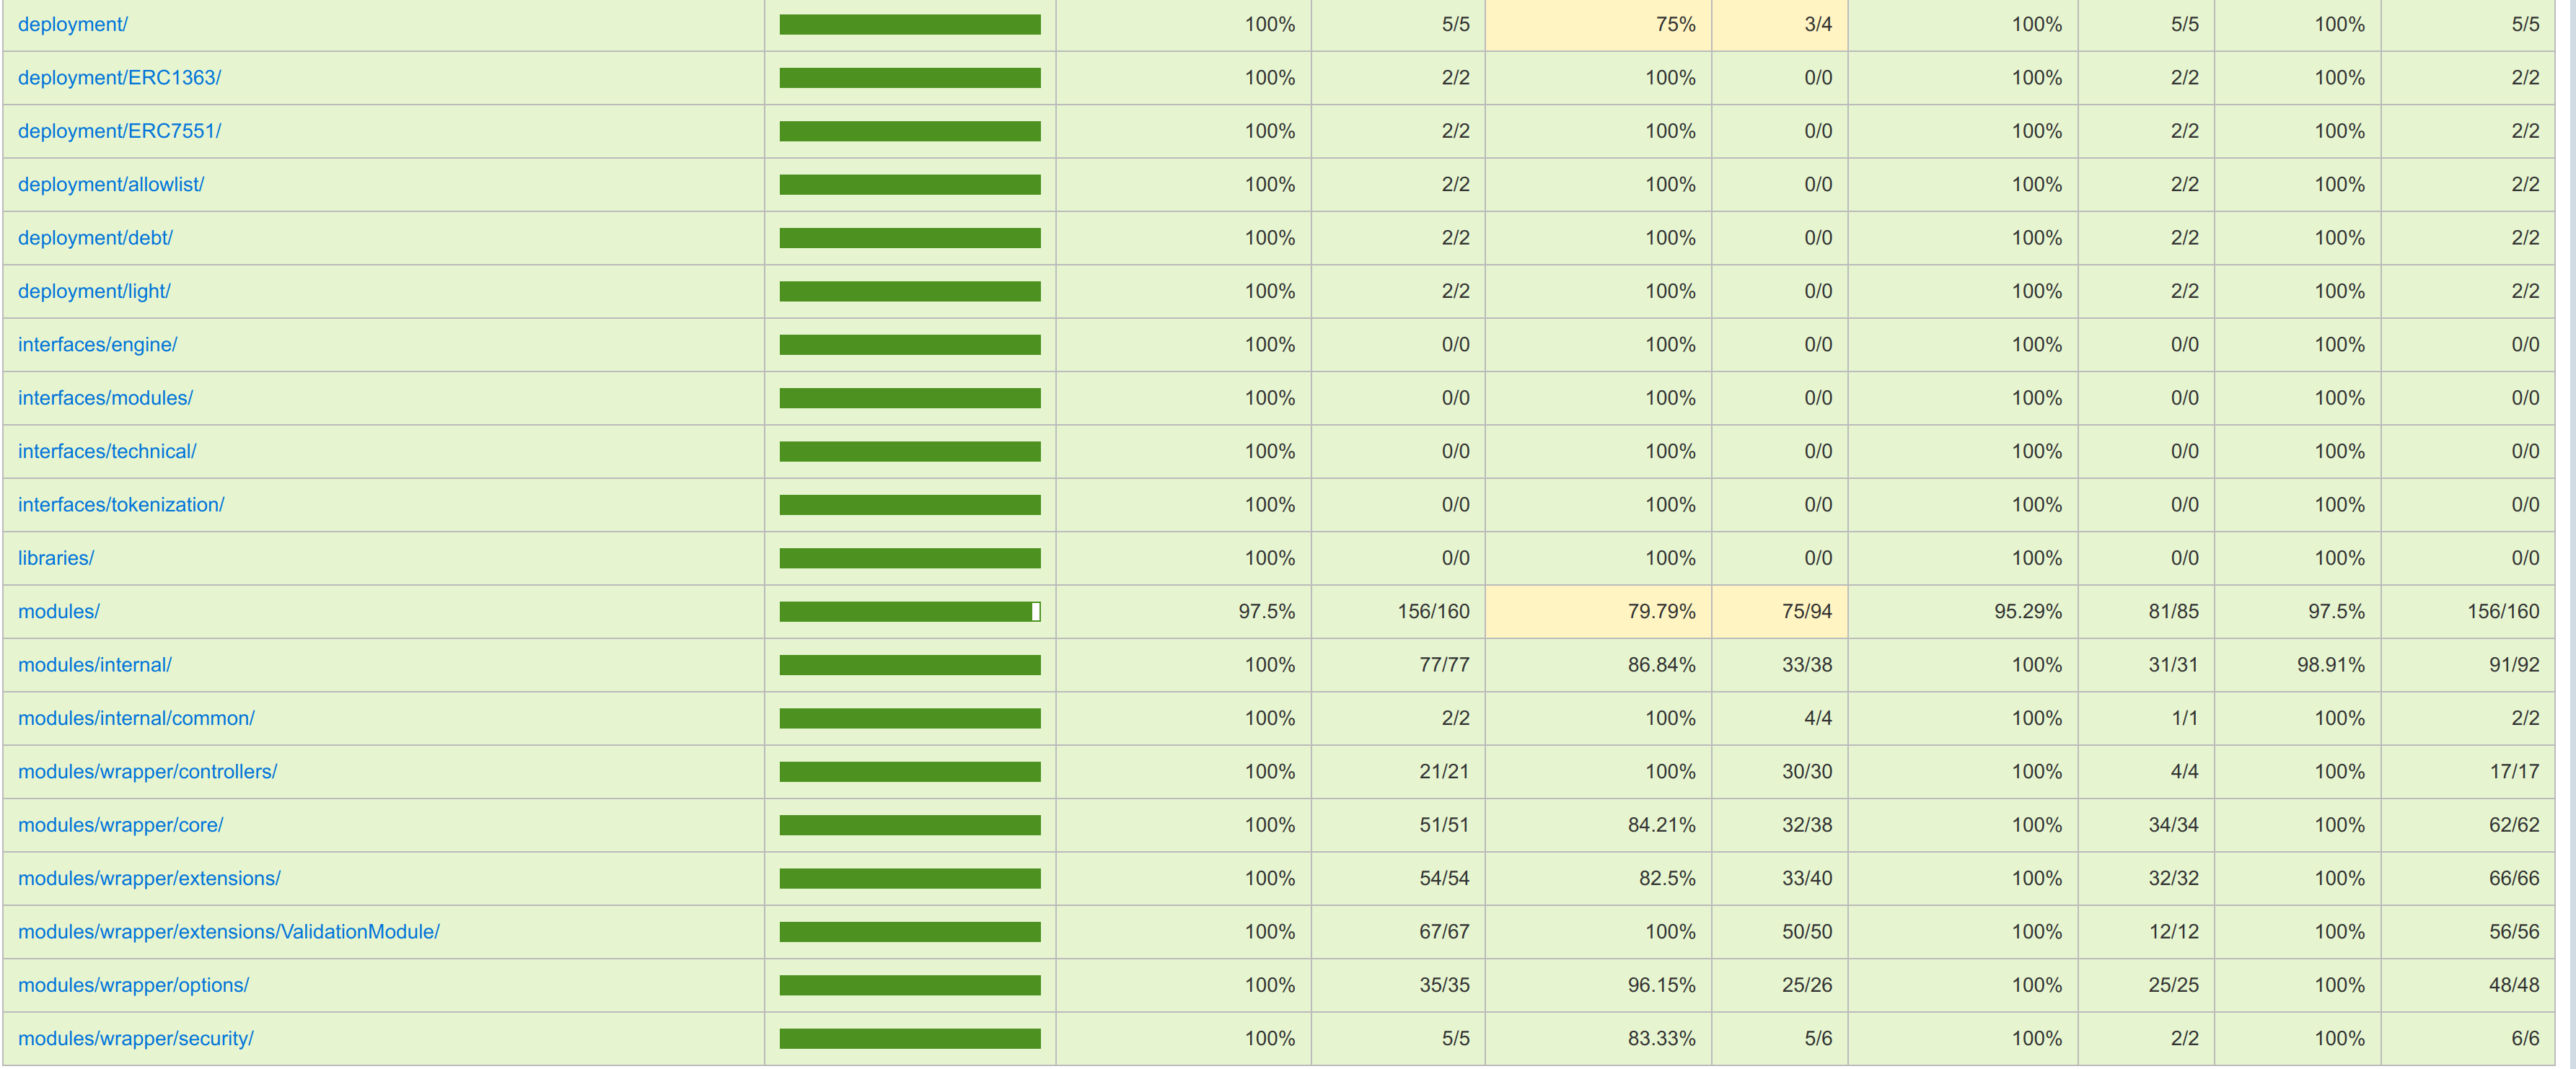 deployment/ 100% 5/5 75% 3/4 100% 5/5 100% 5/5
deployment/ERC1363/ 100% 2/2 100% 0/0 100% 2/2 100% 2/2
deployment/ERC7551/ 100% 2/2 100% 0/0 100% 2/2 100% 2/2
deployment/allowlist/ 100% 2/2 100% 0/0 100% 2/2 100% 2/2
deployment/debt/ 100% 2/2 100% 0/0 100% 2/2 100% 2/2
deployment/light/ 100% 2/2 100% 0/0 100% 2/2 100% 2/2
interfaces/engine/ 100% 0/0 100% 0/0 100% 0/0 100% 0/0
interfaces/modules/ 100% 0/0 100% 0/0 100% 0/0 100% 0/0
interfaces/technical/ 100% 0/0 100% 0/0 100% 0/0 100% 0/0
interfaces/tokenization/ 100% 0/0 100% 0/0 100% 0/0 100% 0/0
libraries/ 100% 0/0 100% 0/0 100% 0/0 100% 0/0
modules/ 97.5% 156/160 79.79% 75/94 95.29% 81/85 97.5% 156/160
modules/internal/ 100% 77/77 86.84% 33/38 100% 31/31 98.91% 91/92
modules/internal/common/ 100% 2/2 100% 4/4 100% 1/1 100% 2/2
modules/wrapper/controllers/ 100% 21/21 100% 30/30 100% 4/4 100% 17/17
modules/wrapper/core/ 100% 51/51 84.21% 32/38 100% 34/34 100% 62/62
modules/wrapper/extensions/ 100% 54/54 82.5% 33/40 100% 32/32 100% 66/66
modules/wrapper/extensions/ValidationModule/ 100% 67/67 100% 50/50 100% 12/12 100% 56/56
modules/wrapper/options/ 100% 35/35 96.15% 25/26 100% 25/25 100% 48/48
modules/wrapper/security/ 100% 5/5 83.33% 5/6 100% 2/2 100% 6/6